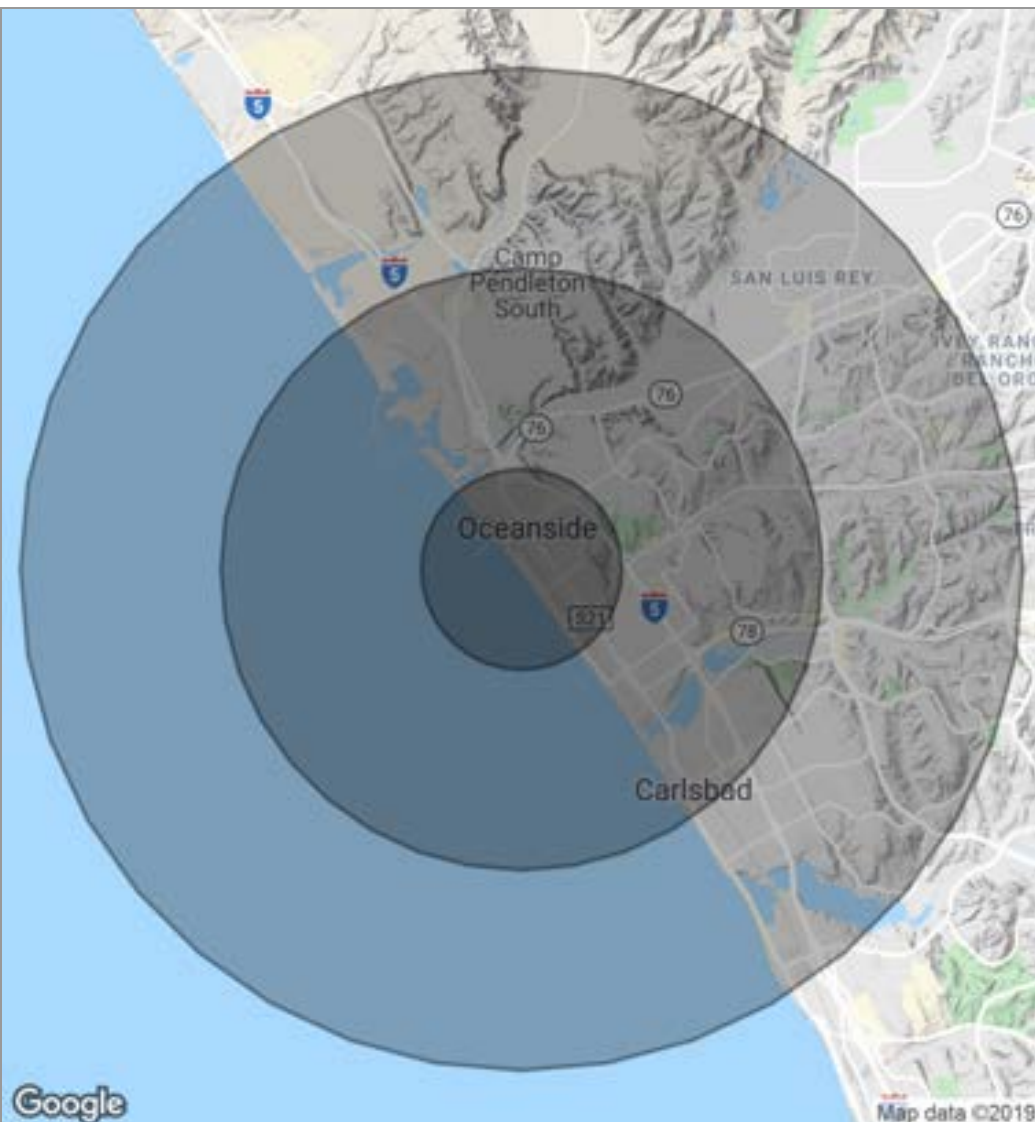 5
76
5
Camp
Pendleton
South
SAN LUIS REY
RANCH
76
76
Oceanside
S21
5
78
Carlsbad
Google
Map data ©2019